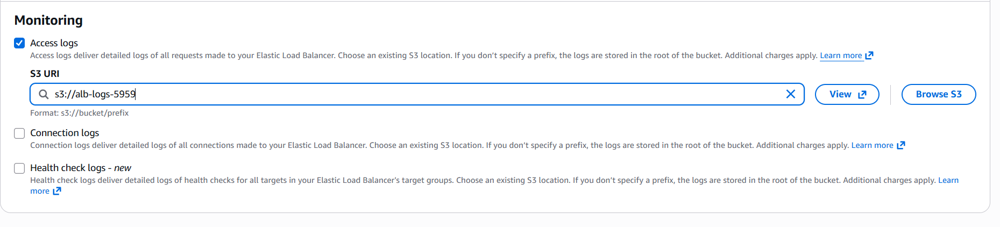 Monitoring
Access logs
Access logs deliver detailed logs of all requests made to your Elastic Load Balancer. Choose an existing S3 location. If you don’t specify a prefix, the logs are stored in the root of the bucket. Additional charges apply. Learn more
S3 URI
s3://alb-logs-5959
View
Browse S3
Format: s3://bucket/prefix
Connection logs
Connection logs deliver detailed logs of all connections made to your Elastic Load Balancer. Choose an existing S3 location. If you don’t specify a prefix, the logs are stored in the root of the bucket. Additional charges apply. Learn more
Health check logs - new
Health check logs deliver detailed logs of health checks for all targets in your Elastic Load Balancer's target groups. Choose an existing S3 location. If you don’t specify a prefix, the logs are stored in the root of the bucket. Additional charges apply. Learn
more